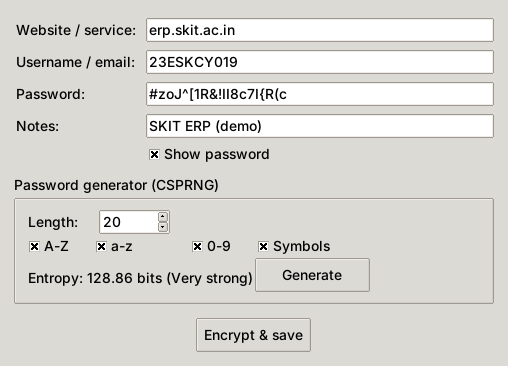 Website / service: erp.skit.ac.in
Username / email: 23ESKCY019
Password: #zoJ^[1R&!II8c7I{R(c
Notes: SKIT ERP (demo)
Show password
Password generator (CSPRNG)
Length: 20
A-Z a-z 0-9 Symbols
Entropy: 128.86 bits (Very strong) Generate
Encrypt & save